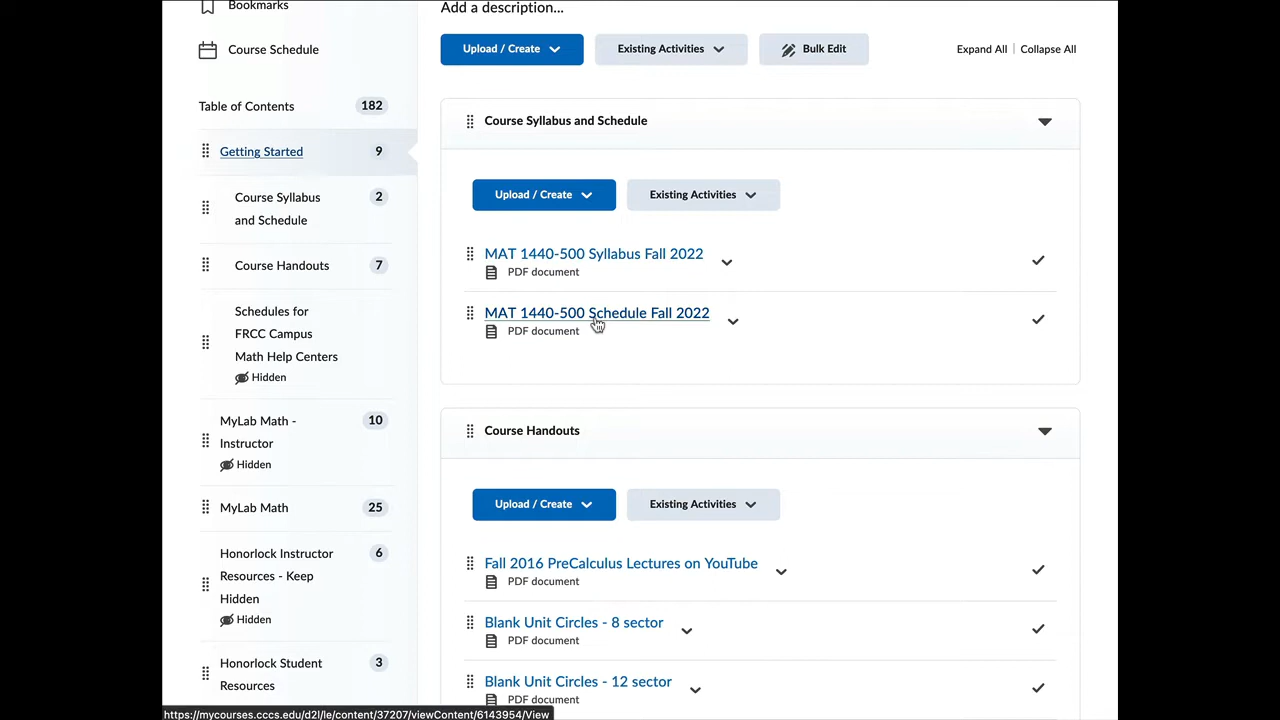 Bookmarks
Course Schedule
Table of Contents 182
Getting Started 9
Course Syllabus
and Schedule
2
Course Handouts 7
Schedules for
FRCC Campus
Math Help Centers
Hidden
MyLab Math -
Instructor
10
Hidden
MyLab Math 25
Honorlock Instructor
Resources - Keep
Hidden
6
Hidden
Honorlock Student
Resources
3
Add a description...
Upload / Create Existing Activities Bulk Edit Expand All Collapse All
Course Syllabus and Schedule
Upload / Create Existing Activities
MAT 1440-500 Syllabus Fall 2022
PDF document
MAT 1440-500 Schedule Fall 2022
PDF document
Course Handouts
Upload / Create Existing Activities
Fall 2016 PreCalculus Lectures on YouTube
PDF document
Blank Unit Circles - 8 sector
PDF document
Blank Unit Circles - 12 sector
PDF document
https://mycourses.cccs.edu/d2l/le/content/37207/viewContent/6143954/View